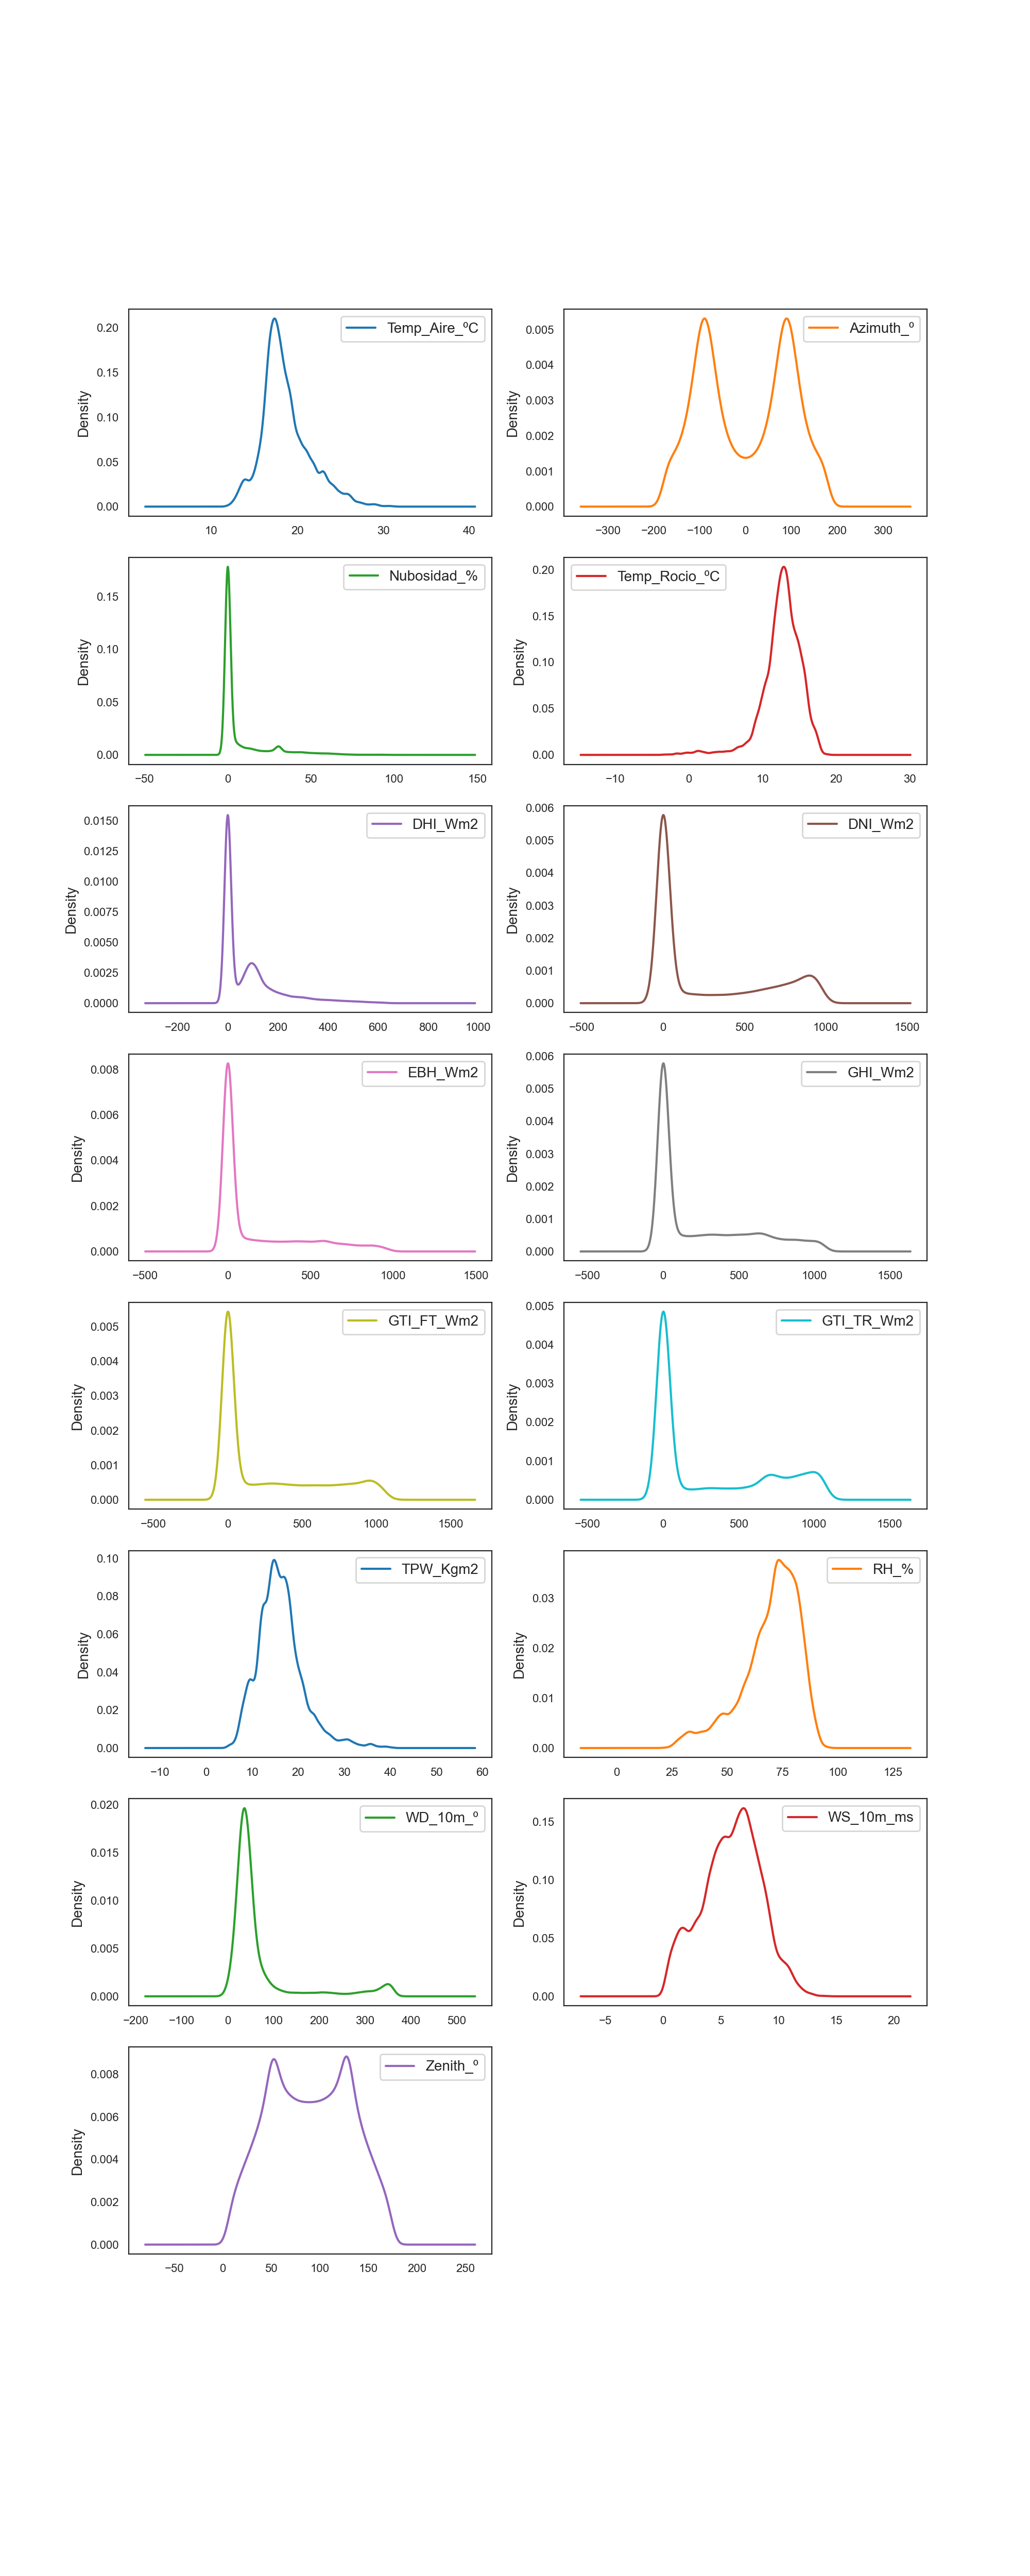 Temp_Aire_ºC
Density
0.20
0.15
0.10
0.05
0.00
10 20 30 40
Azimuth_º
Density
0.005
0.004
0.003
0.002
0.001
0.000
−300 −200 −100 0 100 200 300
Nubosidad_%
Density
0.15
0.10
0.05
0.00
−50 0 50 100 150
Temp_Rocio_ºC
Density
0.20
0.15
0.10
0.05
0.00
−10 0 10 20 30
DHI_Wm2
Density
0.0150
0.0125
0.0100
0.0075
0.0050
0.0025
0.0000
−200 0 200 400 600 800 1000
DNI_Wm2
Density
0.006
0.005
0.004
0.003
0.002
0.001
0.000
−500 0 500 1000 1500
EBH_Wm2
Density
0.008
0.006
0.004
0.002
0.000
−500 0 500 1000 1500
GHI_Wm2
Density
0.006
0.005
0.004
0.003
0.002
0.001
0.000
−500 0 500 1000 1500
GTI_FT_Wm2
Density
0.005
0.004
0.003
0.002
0.001
0.000
−500 0 500 1000 1500
GTI_TR_Wm2
Density
0.005
0.004
0.003
0.002
0.001
0.000
−500 0 500 1000 1500
TPW_Kgm2
Density
0.10
0.08
0.06
0.04
0.02
0.00
−10 0 10 20 30 40 50 60
RH_%
Density
0.03
0.02
0.01
0.00
0 25 50 75 100 125
WD_10m_º
Density
0.020
0.015
0.010
0.005
0.000
−200 −100 0 100 200 300 400 500
WS_10m_ms
Density
0.15
0.10
0.05
0.00
−5 0 5 10 15 20
Zenith_º
Density
0.008
0.006
0.004
0.002
0.000
−50 0 50 100 150 200 250